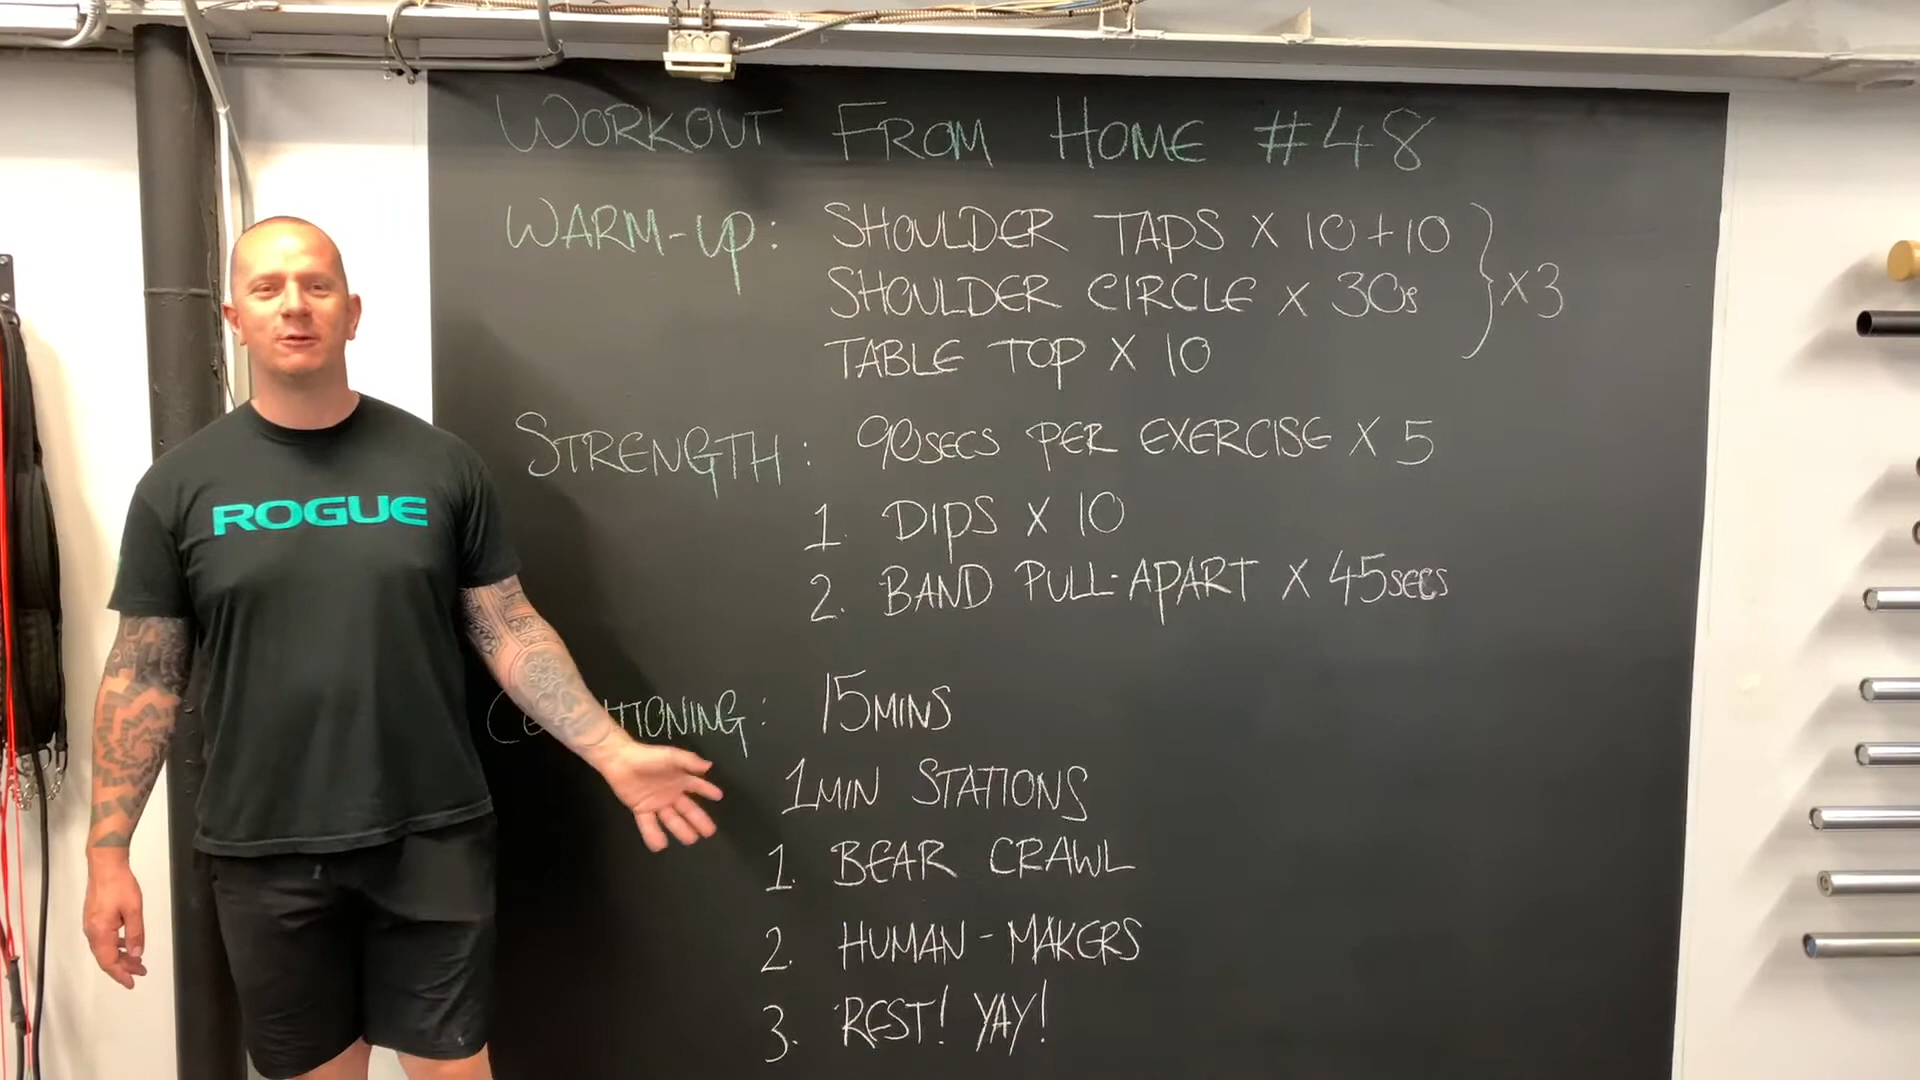 WORKOUT FROM HOME #48
WARM-UP: SHOULDER TAPS X 10+10
SHOULDER CIRCLE X 30s
TABLE TOP X 10
} X3
STRENGTH: 90SECS PER EXERCISE X 5
1. DIPS X 10
2. BAND PULL-APART X 45SECS
15MINS
1MIN STATIONS
1. BEAR CRAWL
2. HUMAN-MAKERS
3. REST! YAY!
ROGUE